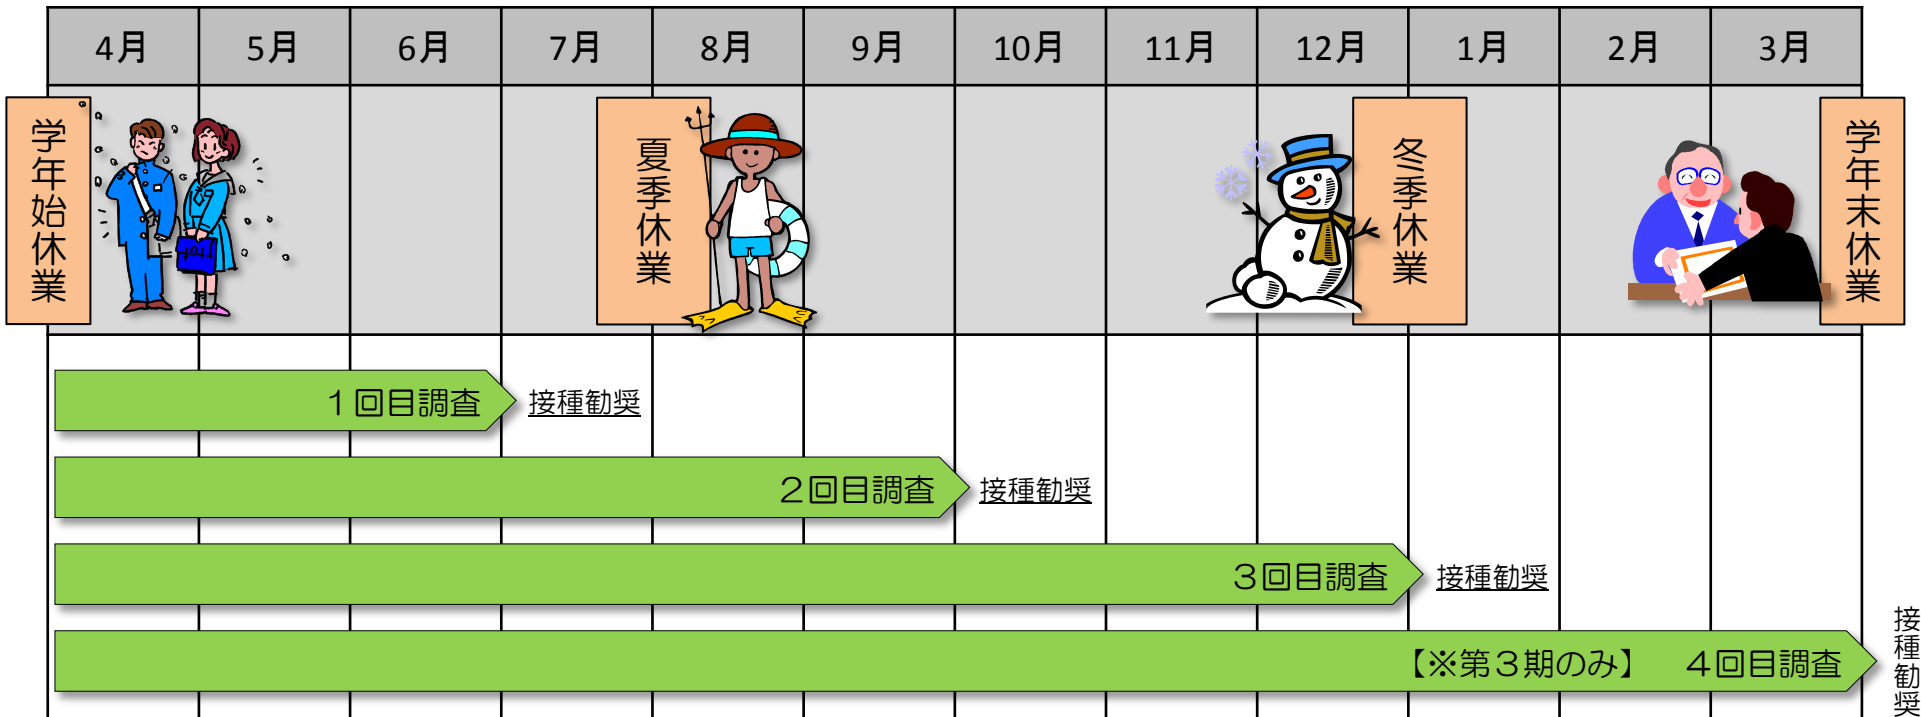 4月 5月 6月 7月 8月 9月 10月 11月 12月 1月 2月 3月
学年始休業
夏季休業
冬季休業
学年末休業
1回目調査 接種勧奨
2回目調査 接種勧奨
3回目調査 接種勧奨
【※第3期のみ】 4回目調査
接種勧奨